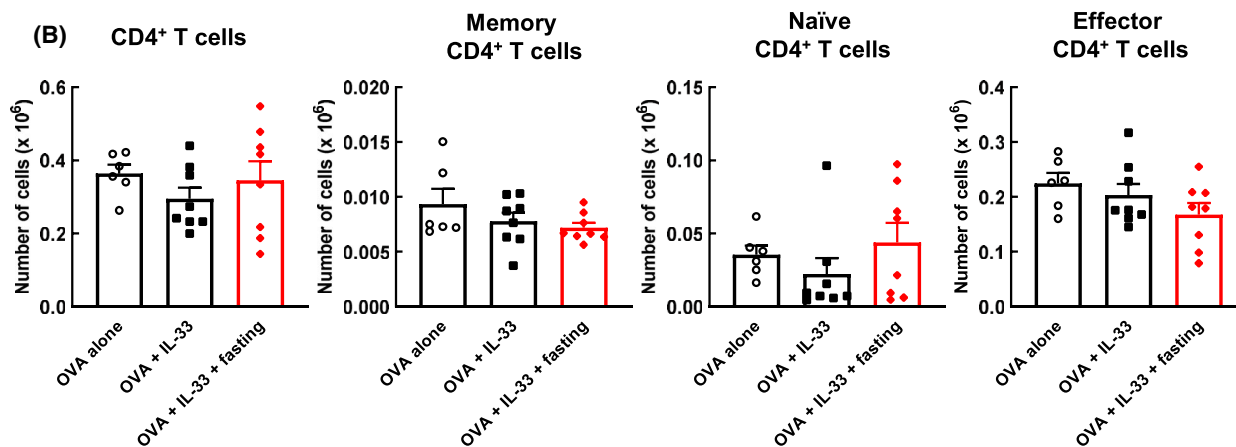 (B)
CD4⁺ T cells
Number of cells (x 10⁶)
0.6
0.4
0.2
0.0
OVA alone
OVA + IL-33
OVA + IL-33 + fasting
Memory
CD4⁺ T cells
Number of cells (x 10⁶)
0.020
0.015
0.010
0.005
0.000
OVA alone
OVA + IL-33
OVA + IL-33 + fasting
Naïve
CD4⁺ T cells
Number of cells (x 10⁶)
0.15
0.10
0.05
0.00
OVA alone
OVA + IL-33
OVA + IL-33 + fasting
Effector
CD4⁺ T cells
Number of cells (x 10⁶)
0.4
0.3
0.2
0.1
0.0
OVA alone
OVA + IL-33
OVA + IL-33 + fasting